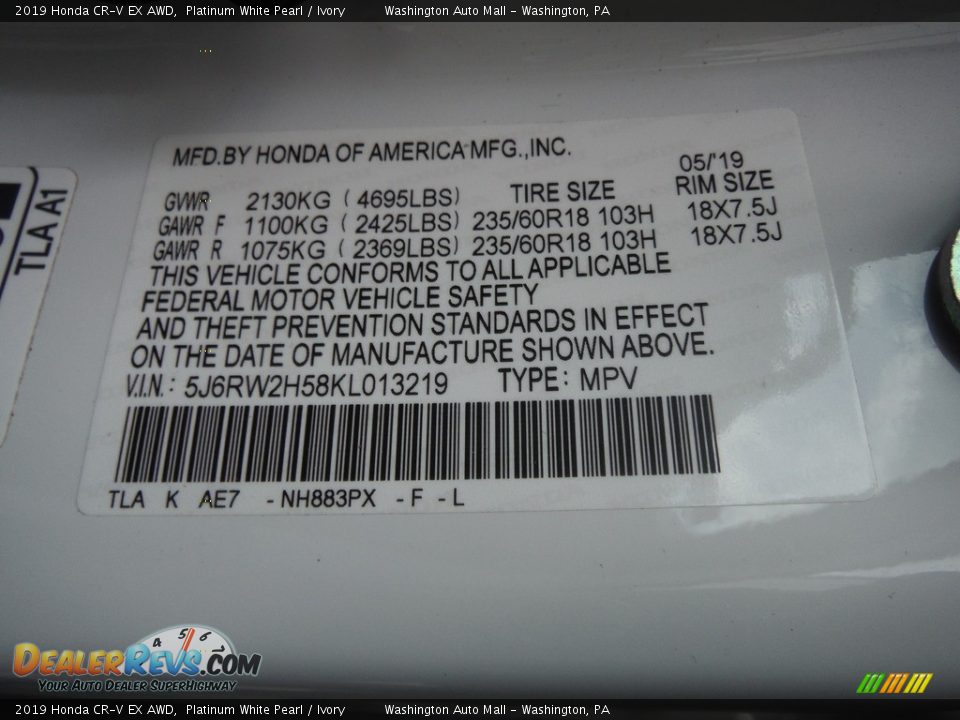 2019 Honda CR-V EX AWD, Platinum White Pearl / Ivory Washington Auto Mall - Washington, PA
MFD.BY HONDA OF AMERICA MFG.,INC.
05/'19
GVWR 2130KG ( 4695LBS) TIRE SIZE RIM SIZE
GAWR F 1100KG ( 2425LBS) 235/60R18 103H 18X7.5J
GAWR R 1075KG ( 2369LBS) 235/60R18 103H 18X7.5J
THIS VEHICLE CONFORMS TO ALL APPLICABLE
FEDERAL MOTOR VEHICLE SAFETY
AND THEFT PREVENTION STANDARDS IN EFFECT
ON THE DATE OF MANUFACTURE SHOWN ABOVE.
V.I.N.: 5J6RW2H58KL013219 TYPE: MPV
TLA K AE7 -NH883PX -F -L
TLA A1
4 5 6 7
DEALERREVS.COM
Your Auto Dealer SuperHighway
2019 Honda CR-V EX AWD, Platinum White Pearl / Ivory Washington Auto Mall - Washington, PA